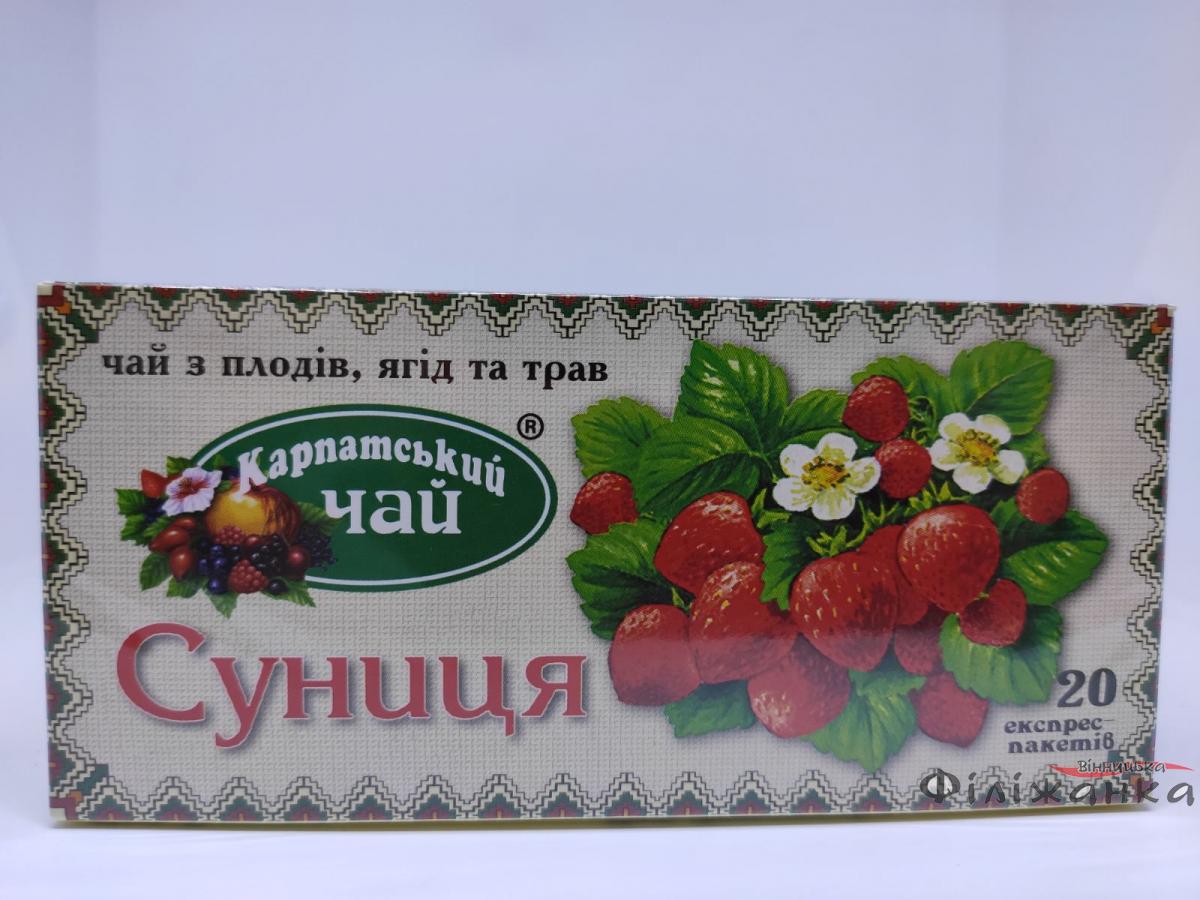 чай з плодів, ягід та трав
®
Карпатський
чай
Суниця
20
експрес-
пакетів
Вінницька
Філіжанка